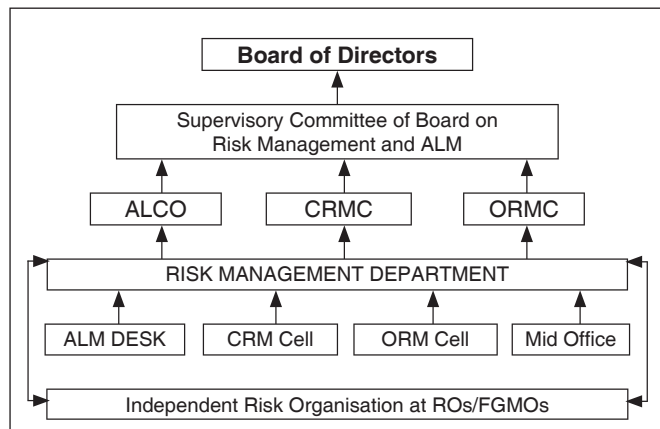 Board of Directors
Supervisory Committee of Board on
Risk Management and ALM
ALCO
CRMC
ORMC
RISK MANAGEMENT DEPARTMENT
ALM DESK
CRM Cell
ORM Cell
Mid Office
Independent Risk Organisation at ROs/FGMOs